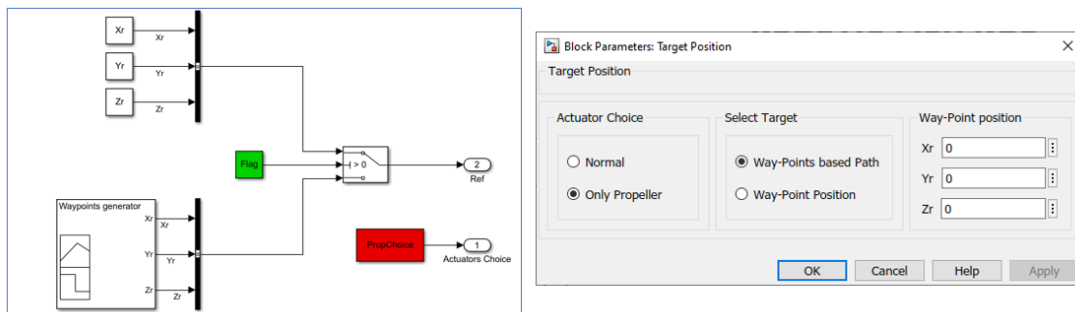 Xr
Xr
Yr
Yr
Zr
Zr
Flag
> 0
2
Ref
Waypoints generator
Xr
Xr
Yr
Yr
Zr
Zr
PropChoice
1
Actuators Choice
Block Parameters: Target Position
Target Position
Actuator Choice
Normal
Only Propeller
Select Target
Way-Points based Path
Way-Point Position
Way-Point position
Xr 0
Yr 0
Zr 0
OK Cancel Help Apply